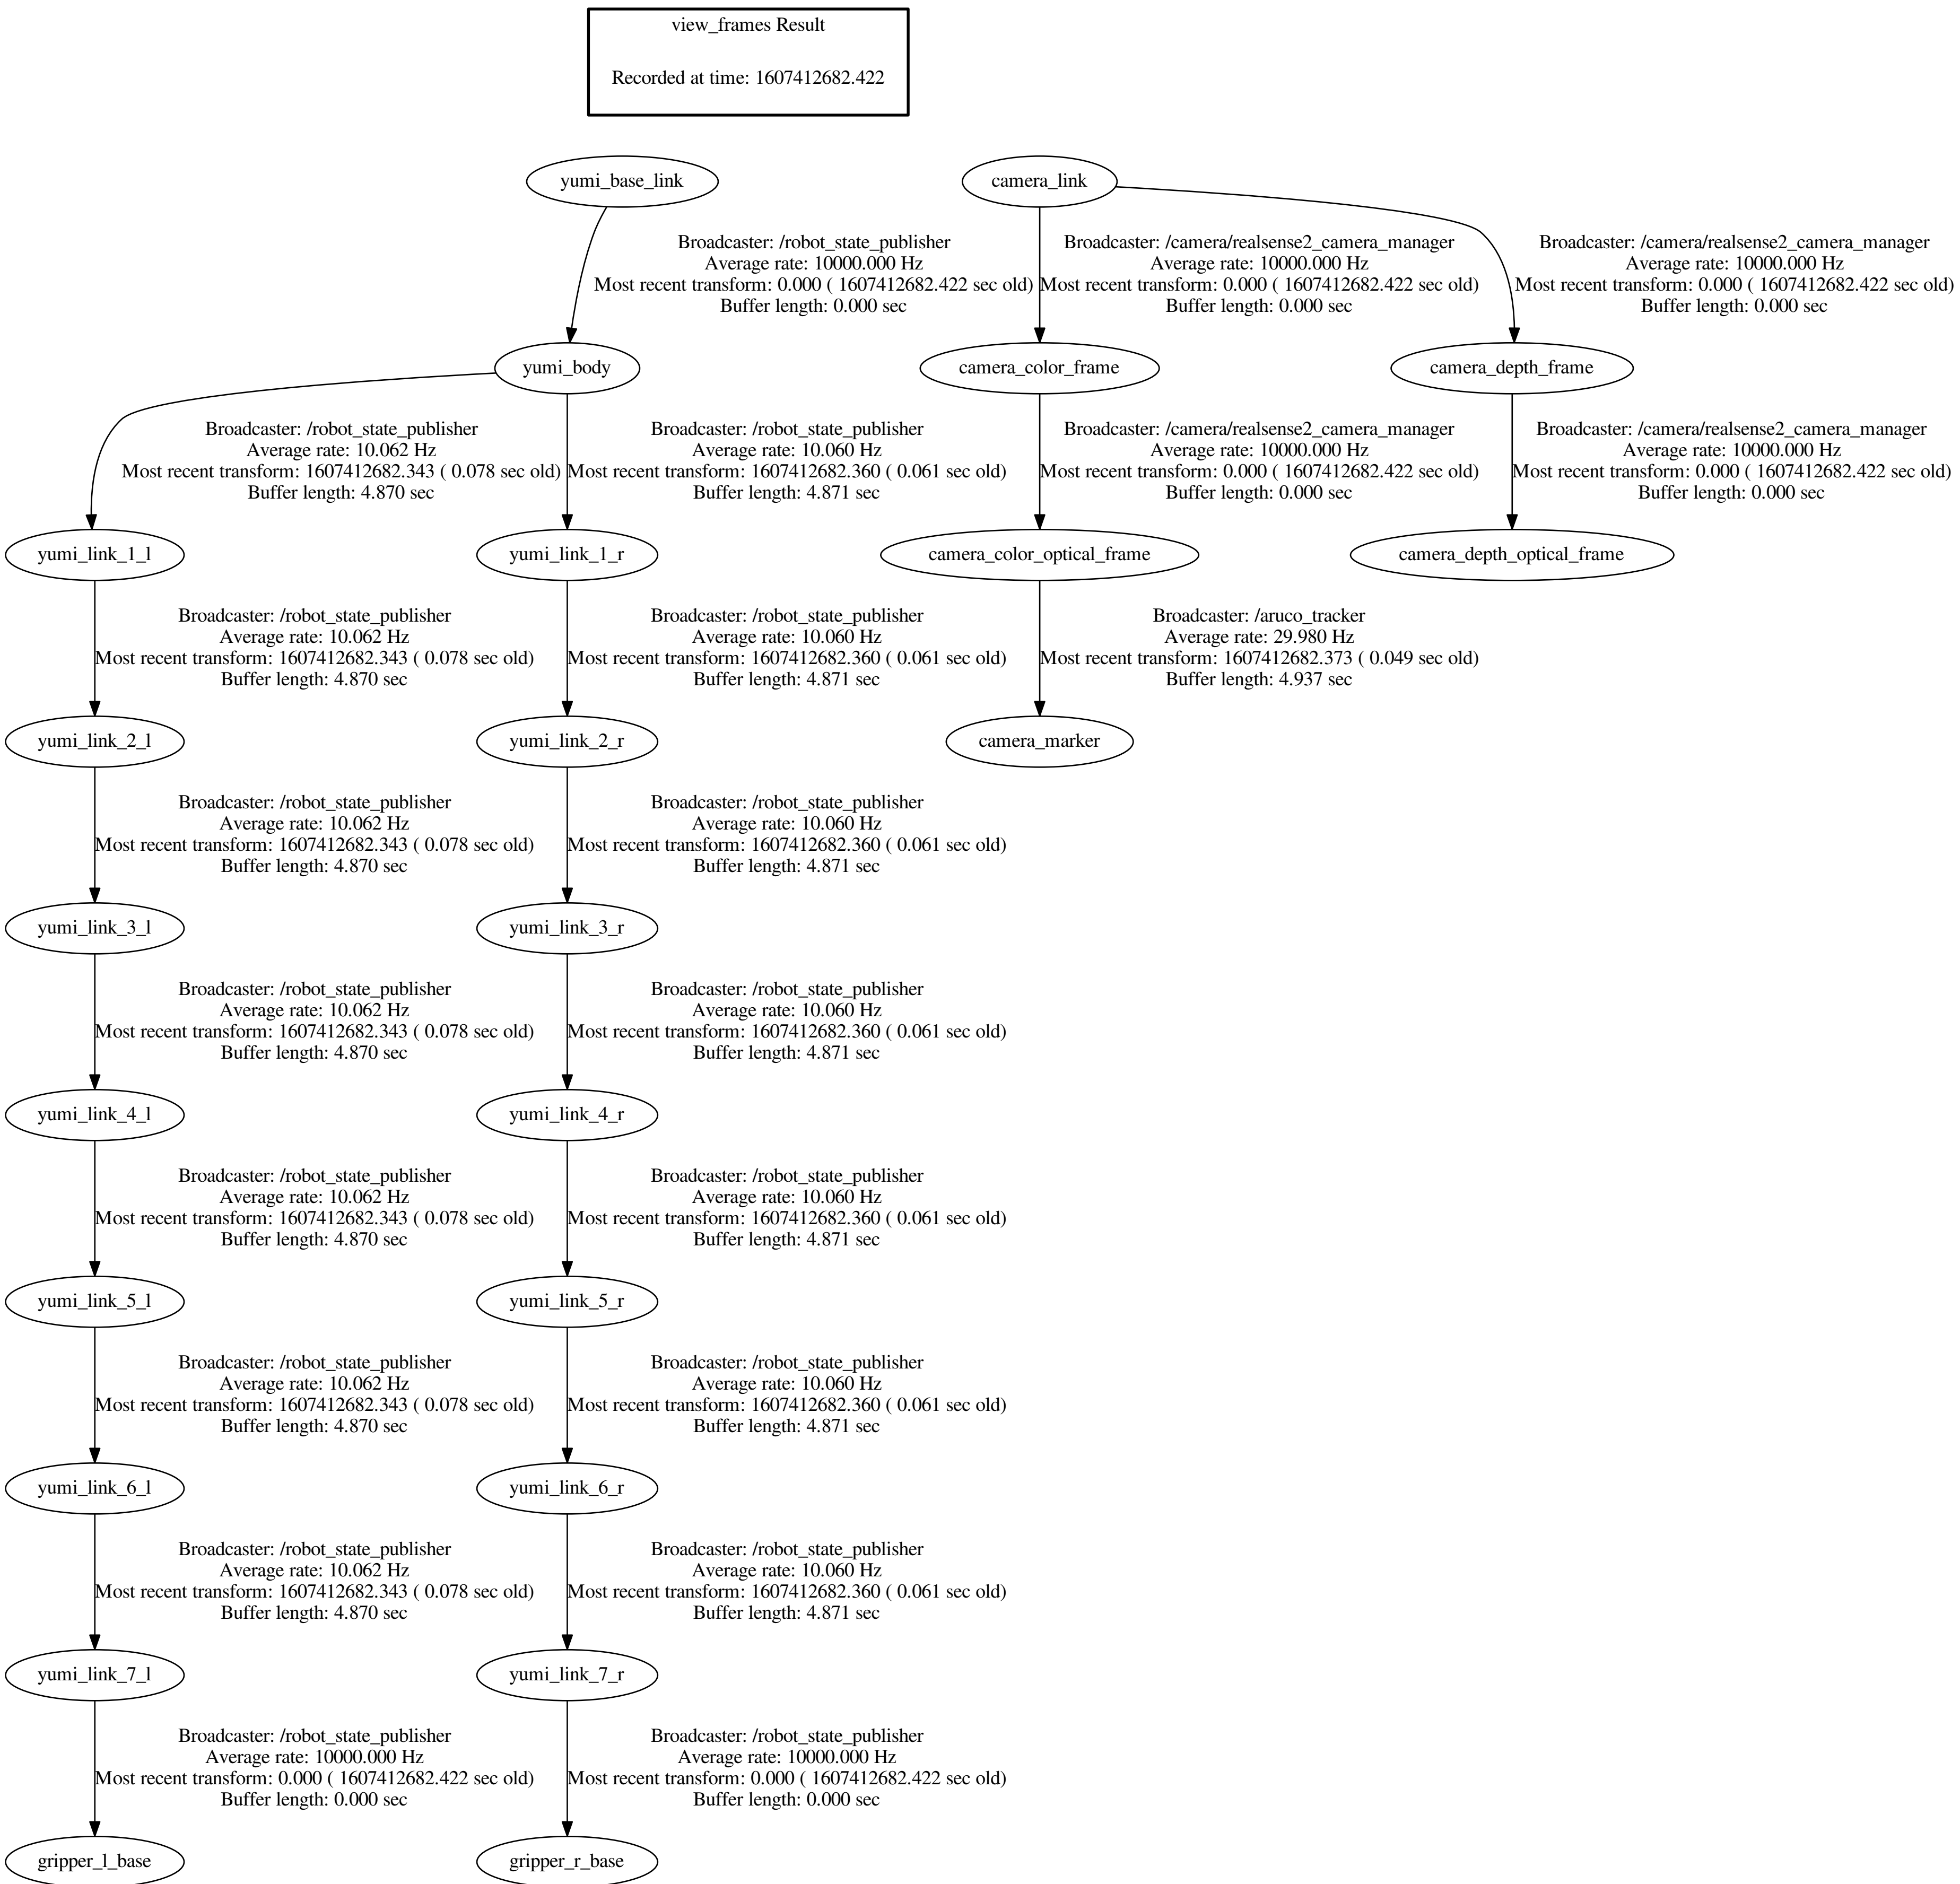 view_frames Result
Recorded at time: 1607412682.422
yumi_base_link
camera_link
Broadcaster: /robot_state_publisher
Average rate: 10000.000 Hz
Most recent transform: 0.000 ( 1607412682.422 sec old)
Buffer length: 0.000 sec
Broadcaster: /camera/realsense2_camera_manager
Average rate: 10000.000 Hz
Most recent transform: 0.000 ( 1607412682.422 sec old)
Buffer length: 0.000 sec
Broadcaster: /camera/realsense2_camera_manager
Average rate: 10000.000 Hz
Most recent transform: 0.000 ( 1607412682.422 sec old)
Buffer length: 0.000 sec
yumi_body
camera_color_frame
camera_depth_frame
Broadcaster: /robot_state_publisher
Average rate: 10.062 Hz
Most recent transform: 1607412682.343 ( 0.078 sec old)
Buffer length: 4.870 sec
Broadcaster: /robot_state_publisher
Average rate: 10.060 Hz
Most recent transform: 1607412682.360 ( 0.061 sec old)
Buffer length: 4.871 sec
Broadcaster: /camera/realsense2_camera_manager
Average rate: 10000.000 Hz
Most recent transform: 0.000 ( 1607412682.422 sec old)
Buffer length: 0.000 sec
Broadcaster: /camera/realsense2_camera_manager
Average rate: 10000.000 Hz
Most recent transform: 0.000 ( 1607412682.422 sec old)
Buffer length: 0.000 sec
yumi_link_1_l
yumi_link_1_r
camera_color_optical_frame
camera_depth_optical_frame
Broadcaster: /robot_state_publisher
Average rate: 10.062 Hz
Most recent transform: 1607412682.343 ( 0.078 sec old)
Buffer length: 4.870 sec
Broadcaster: /robot_state_publisher
Average rate: 10.060 Hz
Most recent transform: 1607412682.360 ( 0.061 sec old)
Buffer length: 4.871 sec
Broadcaster: /aruco_tracker
Average rate: 29.980 Hz
Most recent transform: 1607412682.373 ( 0.049 sec old)
Buffer length: 4.937 sec
yumi_link_2_l
yumi_link_2_r
camera_marker
Broadcaster: /robot_state_publisher
Average rate: 10.062 Hz
Most recent transform: 1607412682.343 ( 0.078 sec old)
Buffer length: 4.870 sec
Broadcaster: /robot_state_publisher
Average rate: 10.060 Hz
Most recent transform: 1607412682.360 ( 0.061 sec old)
Buffer length: 4.871 sec
yumi_link_3_l
yumi_link_3_r
Broadcaster: /robot_state_publisher
Average rate: 10.062 Hz
Most recent transform: 1607412682.343 ( 0.078 sec old)
Buffer length: 4.870 sec
Broadcaster: /robot_state_publisher
Average rate: 10.060 Hz
Most recent transform: 1607412682.360 ( 0.061 sec old)
Buffer length: 4.871 sec
yumi_link_4_l
yumi_link_4_r
Broadcaster: /robot_state_publisher
Average rate: 10.062 Hz
Most recent transform: 1607412682.343 ( 0.078 sec old)
Buffer length: 4.870 sec
Broadcaster: /robot_state_publisher
Average rate: 10.060 Hz
Most recent transform: 1607412682.360 ( 0.061 sec old)
Buffer length: 4.871 sec
yumi_link_5_l
yumi_link_5_r
Broadcaster: /robot_state_publisher
Average rate: 10.062 Hz
Most recent transform: 1607412682.343 ( 0.078 sec old)
Buffer length: 4.870 sec
Broadcaster: /robot_state_publisher
Average rate: 10.060 Hz
Most recent transform: 1607412682.360 ( 0.061 sec old)
Buffer length: 4.871 sec
yumi_link_6_l
yumi_link_6_r
Broadcaster: /robot_state_publisher
Average rate: 10.062 Hz
Most recent transform: 1607412682.343 ( 0.078 sec old)
Buffer length: 4.870 sec
Broadcaster: /robot_state_publisher
Average rate: 10.060 Hz
Most recent transform: 1607412682.360 ( 0.061 sec old)
Buffer length: 4.871 sec
yumi_link_7_l
yumi_link_7_r
Broadcaster: /robot_state_publisher
Average rate: 10000.000 Hz
Most recent transform: 0.000 ( 1607412682.422 sec old)
Buffer length: 0.000 sec
Broadcaster: /robot_state_publisher
Average rate: 10000.000 Hz
Most recent transform: 0.000 ( 1607412682.422 sec old)
Buffer length: 0.000 sec
gripper_l_base
gripper_r_base